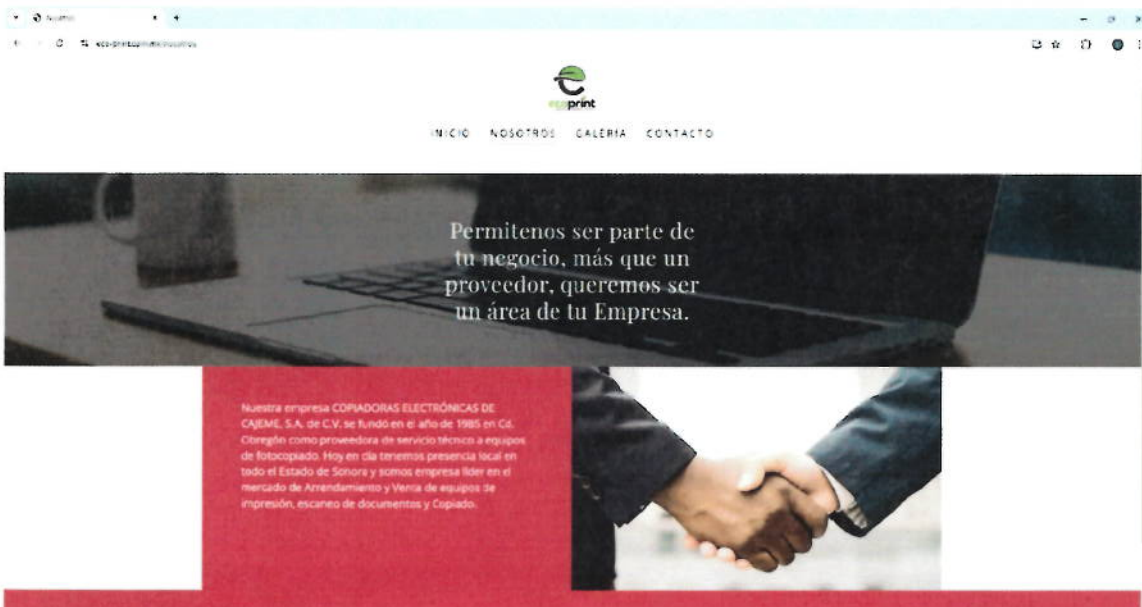 ecoprint
INICIO NOSOTROS GALERÍA CONTACTO
Permitenos ser parte de
tu negocio, más que un
proveedor, queremos ser
un área de tu Empresa.
Nuestra empresa COPIADORAS ELECTRÓNICAS DE
CAJEME, S.A. de C.V. se fundó en el año de 1985 en Cd.
Obregón como proveedora de servicio técnico a equipos
de fotocopiado. Hoy en día tenemos presencia local en
todo el Estado de Sonora y somos empresa líder en el
mercado de Arrendamiento y Venta de equipos de
impresión, escaneo de documentos y Copiado.